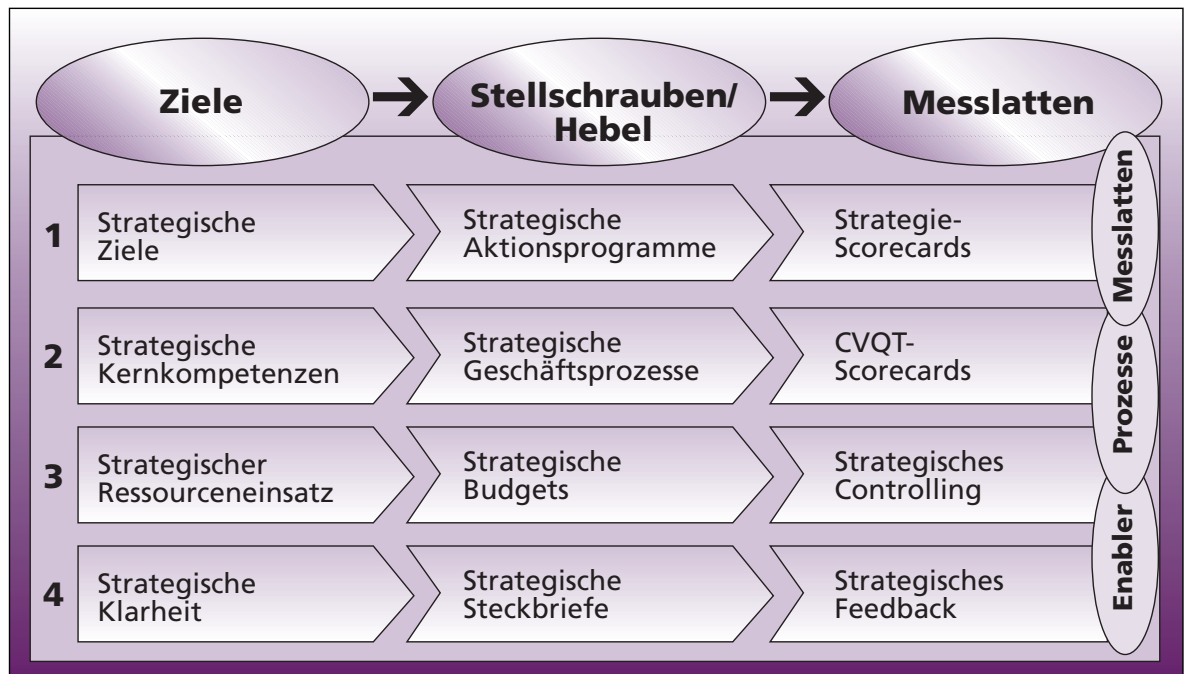 Ziele
Stellschrauben/
Hebel
Messlatten
1
Strategische
Ziele
Strategische
Aktionsprogramme
Strategie-
Scorecards
2
Strategische
Kernkompetenzen
Strategische
Geschäftsprozesse
CVQT-
Scorecards
3
Strategischer
Ressourceneinsatz
Strategische
Budgets
Strategisches
Controlling
4
Strategische
Klarheit
Strategische
Steckbriefe
Strategisches
Feedback
Messlatten
Prozesse
Enabler